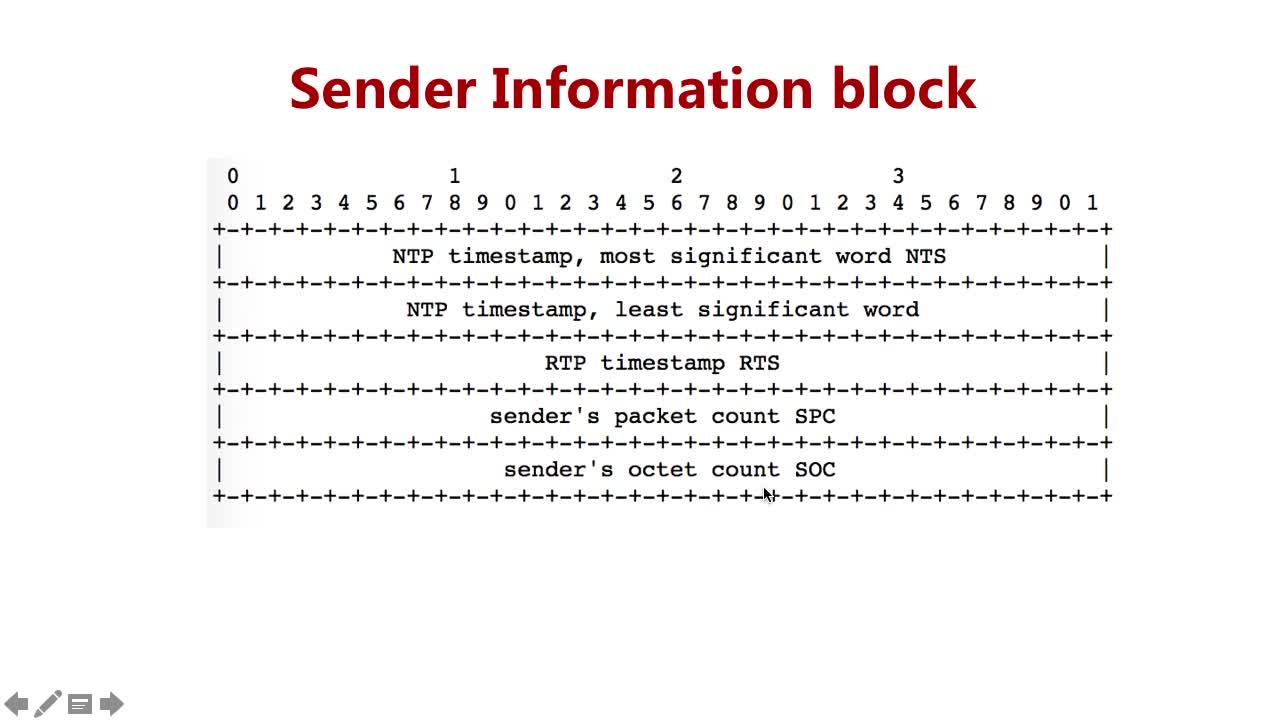 Sender Information block
0 1 2 3
0 1 2 3 4 5 6 7 8 9 0 1 2 3 4 5 6 7 8 9 0 1 2 3 4 5 6 7 8 9 0 1
+-+-+-+-+-+-+-+-+-+-+-+-+-+-+-+-+-+-+-+-+-+-+-+-+-+-+-+-+-+-+-+-+
| NTP timestamp, most significant word NTS |
+-+-+-+-+-+-+-+-+-+-+-+-+-+-+-+-+-+-+-+-+-+-+-+-+-+-+-+-+-+-+-+-+
| NTP timestamp, least significant word |
+-+-+-+-+-+-+-+-+-+-+-+-+-+-+-+-+-+-+-+-+-+-+-+-+-+-+-+-+-+-+-+-+
| RTP timestamp RTS |
+-+-+-+-+-+-+-+-+-+-+-+-+-+-+-+-+-+-+-+-+-+-+-+-+-+-+-+-+-+-+-+-+
| sender's packet count SPC |
+-+-+-+-+-+-+-+-+-+-+-+-+-+-+-+-+-+-+-+-+-+-+-+-+-+-+-+-+-+-+-+-+
| sender's octet count SOC |
+-+-+-+-+-+-+-+-+-+-+-+-+-+-+-+-+-+-+-+-+-+-+-+-+-+-+-+-+-+-+-+-+